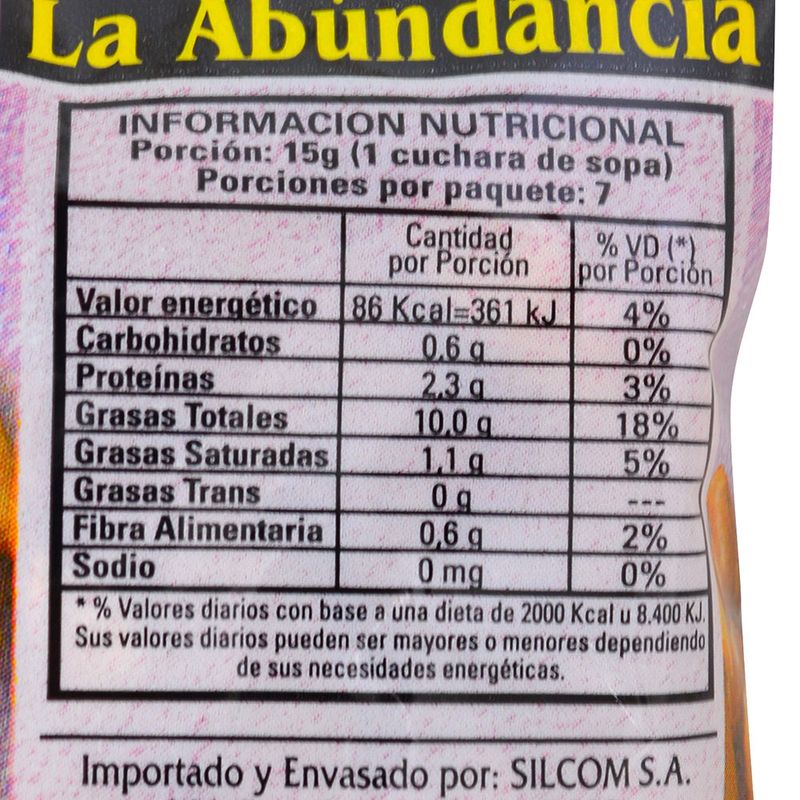 La Abundancia
INFORMACION NUTRICIONAL
Porción: 15g (1 cuchara de sopa)
Porciones por paquete: 7
Cantidad por Porción % VD (*) por Porción
Valor energético 86 Kcal=361 kJ 4%
Carbohidratos 0,6 g 0%
Proteínas 2,3 g 3%
Grasas Totales 10,0 g 18%
Grasas Saturadas 1,1 g 5%
Grasas Trans 0 g ---
Fibra Alimentaria 0,6 g 2%
Sodio 0 mg 0%
* % Valores diarios con base a una dieta de 2000 Kcal u 8.400 KJ.
Sus valores diarios pueden ser mayores o menores dependiendo
de sus necesidades energéticas.
Importado y Envasado por: SILCOM S.A.